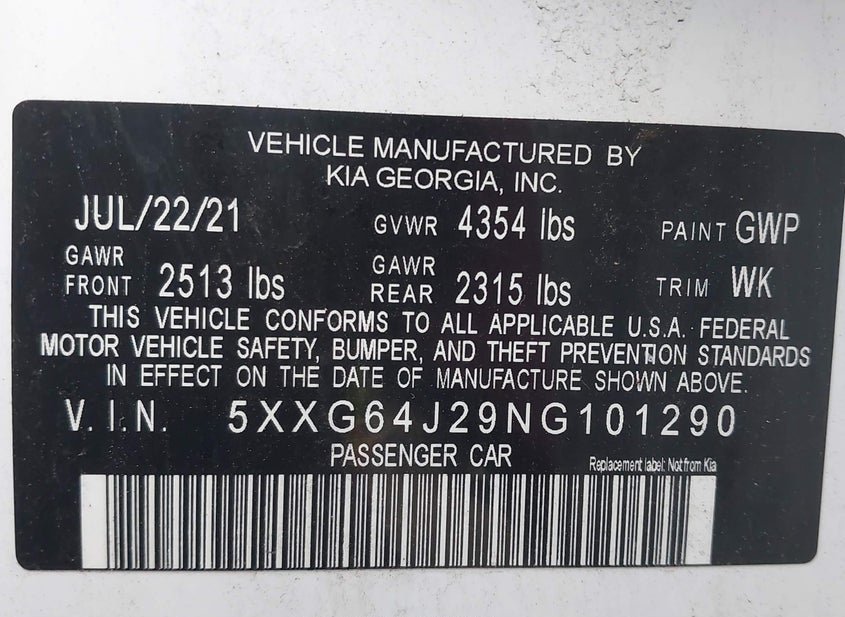 VEHICLE MANUFACTURED BY
KIA GEORGIA, INC.
JUL/22/21 GVWR 4354 lbs PAINT GWP
GAWR FRONT 2513 lbs GAWR REAR 2315 lbs TRIM WK
THIS VEHICLE CONFORMS TO ALL APPLICABLE U.S.A. FEDERAL
MOTOR VEHICLE SAFETY, BUMPER, AND THEFT PREVENTION STANDARDS
IN EFFECT ON THE DATE OF MANUFACTURE SHOWN ABOVE.
V.I.N. 5XXG64J29NG101290
PASSENGER CAR
Replacement label: Not from Kia